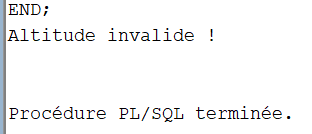 END;
Altitude invalide !
Procédure PL/SQL terminée.